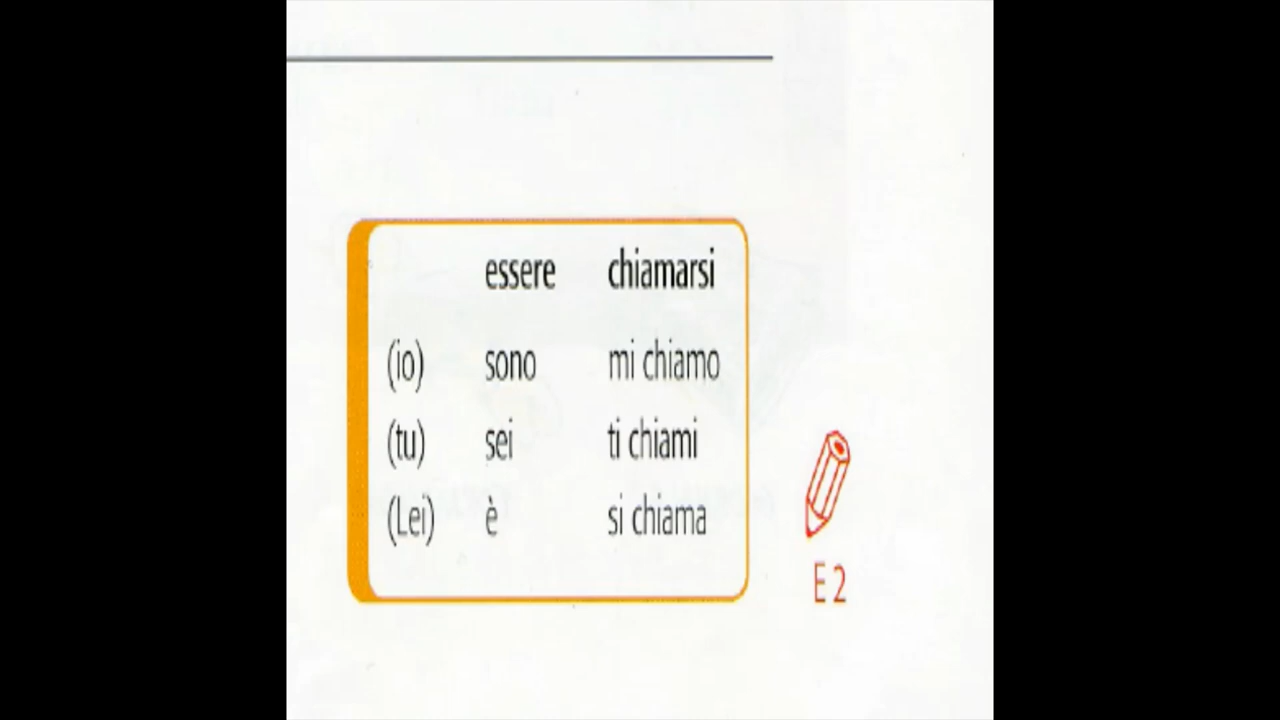 essere chiamarsi
(io) sono mi chiamo
(tu) sei ti chiami
(Lei) è si chiama
E 2